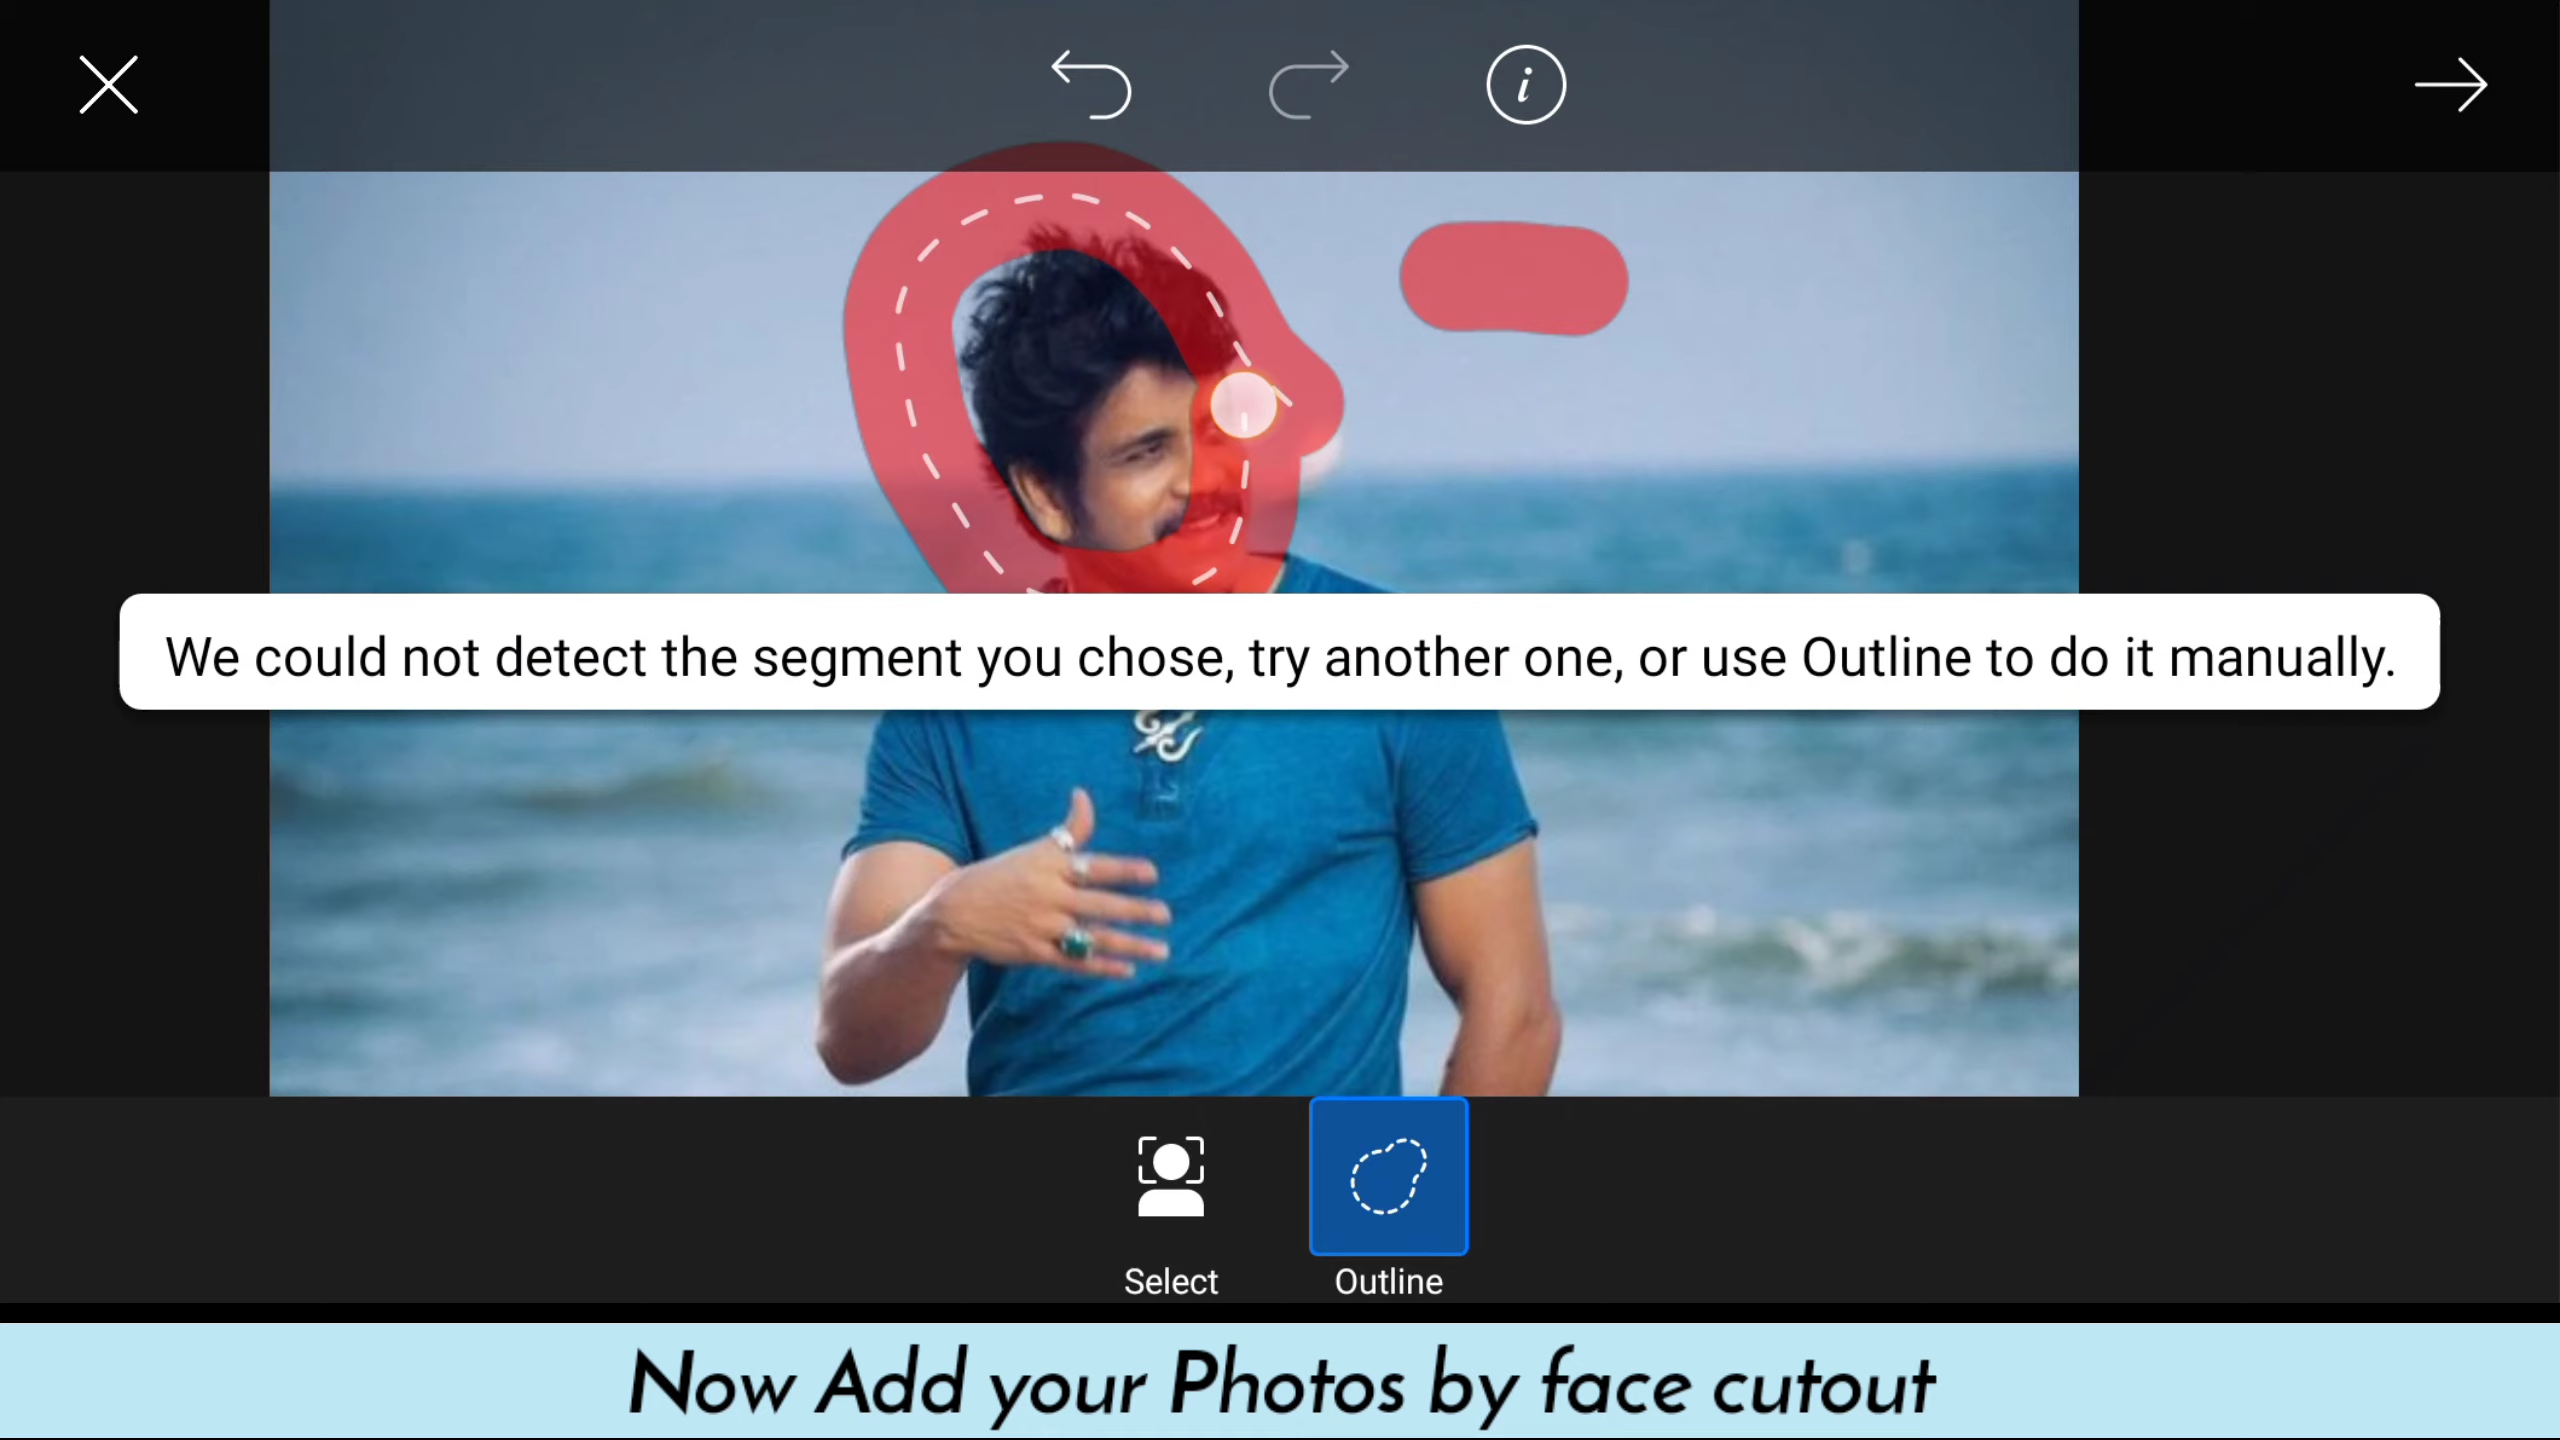 We could not detect the segment you chose, try another one, or use Outline to do it manually.
Select
Outline
Now Add your Photos by face cutout